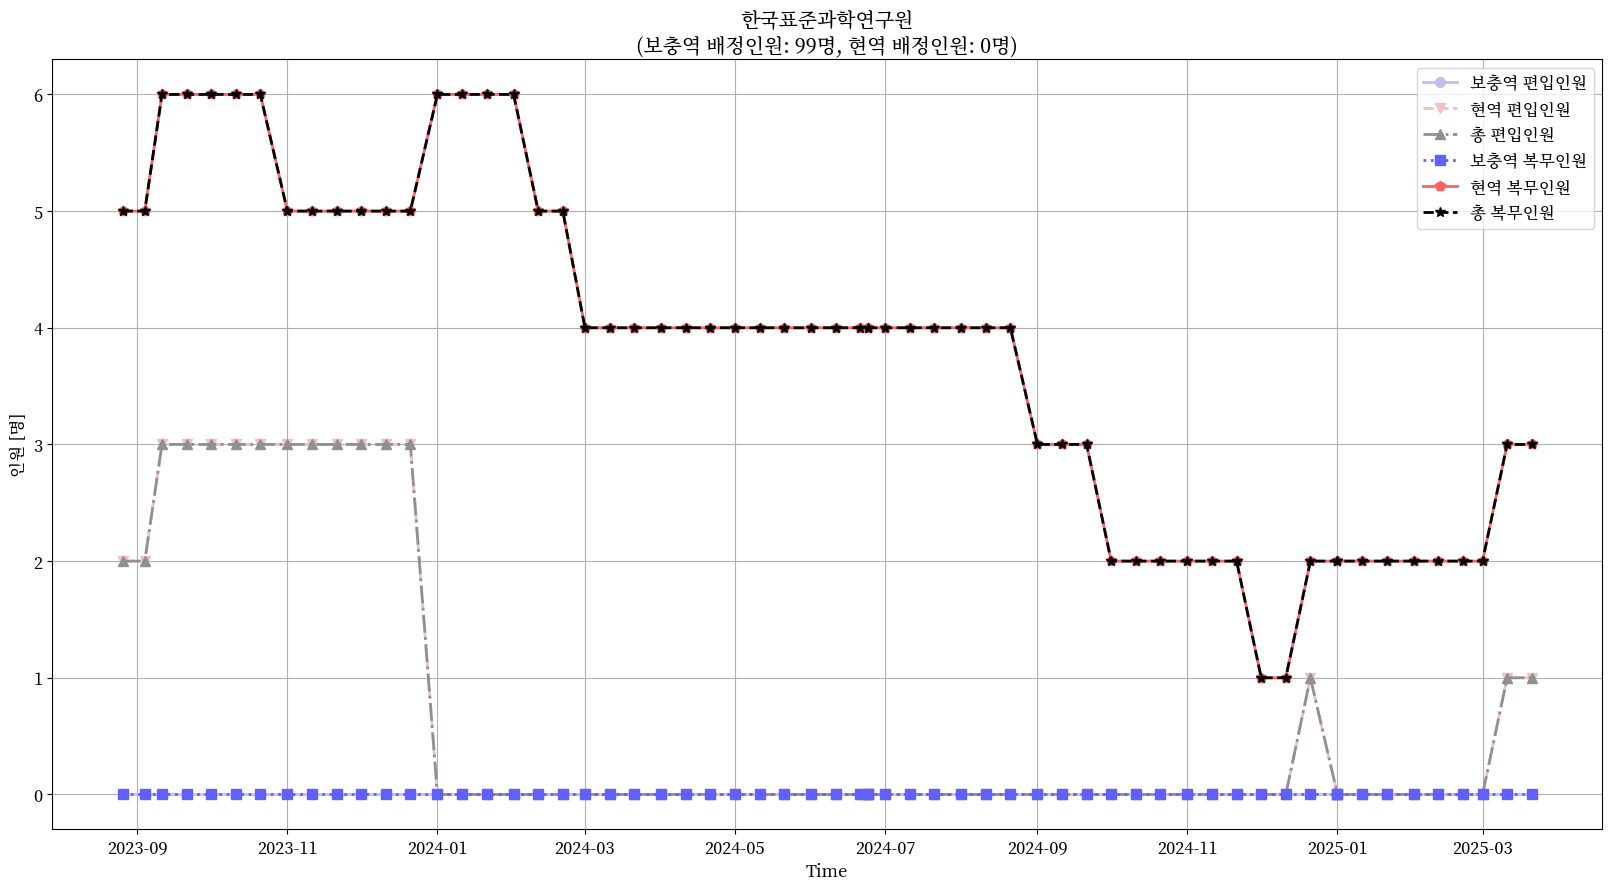 한국표준과학연구원
(보충역 배정인원: 99명, 현역 배정인원: 0명)
보충역 편입인원
현역 편입인원
총 편입인원
보충역 복무인원
현역 복무인원
총 복무인원
인원 [명]
6
5
4
3
2
1
0
2023-09
2023-11
2024-01
2024-03
2024-05
2024-07
2024-09
2024-11
2025-01
2025-03
Time